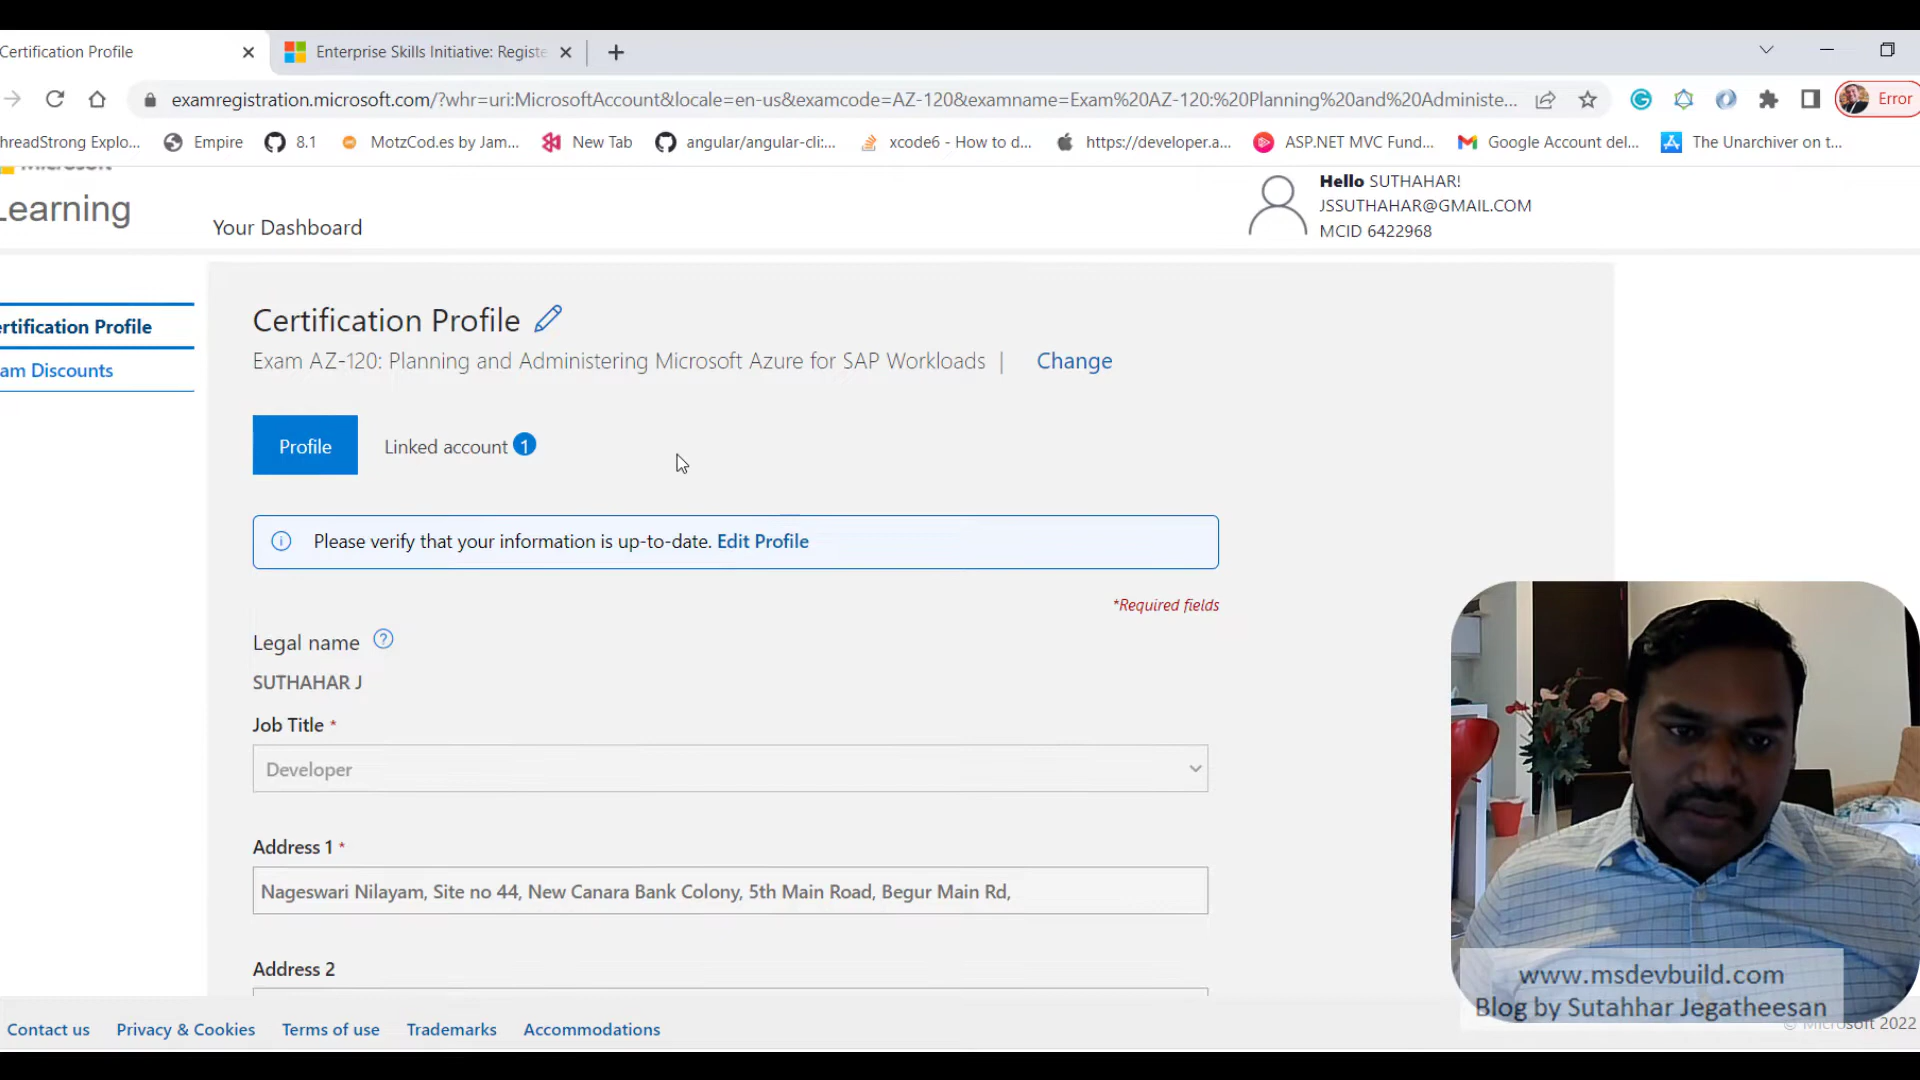 Certification Profile
Enterprise Skills Initiative: Registe
examregistration.microsoft.com/?whr=uri:MicrosoftAccount&locale=en-us&examcode=AZ-120&examname=Exam%20AZ-120:%20Planning%20and%20Administe...
Error
hreadStrong Explo...
Empire
8.1
MotzCod.es by Jam...
New Tab
angular/angular-cli:...
xcode6 - How to d...
https://developer.a...
ASP.NET MVC Fund...
Google Account del...
The Unarchiver on t...
Microsoft
Learning
Your Dashboard
Hello SUTHAHAR!
JSSUTHAHAR@GMAIL.COM
MCID 6422968
ertification Profile
am Discounts
Certification Profile
Exam AZ-120: Planning and Administering Microsoft Azure for SAP Workloads | Change
Profile
Linked account 1
Please verify that your information is up-to-date. Edit Profile
*Required fields
Legal name ?
SUTHAHAR J
Job Title *
Developer
Address 1 *
Nageswari Nilayam, Site no 44, New Canara Bank Colony, 5th Main Road, Begur Main Rd,
Address 2
www.msdevbuild.com
Blog by Sutahhar Jegatheesan
Contact us
Privacy & Cookies
Terms of use
Trademarks
Accommodations
© Microsoft 2022